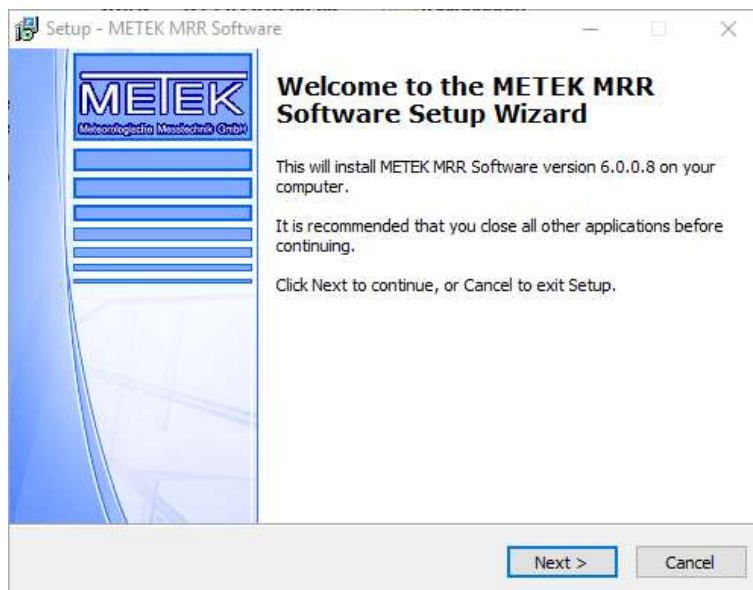 Setup - METEK MRR Software
METEK
Meteorologische Messtechnik GmbH
Welcome to the METEK MRR
Software Setup Wizard
This will install METEK MRR Software version 6.0.0.8 on your
computer.
It is recommended that you close all other applications before
continuing.
Click Next to continue, or Cancel to exit Setup.
Next >
Cancel